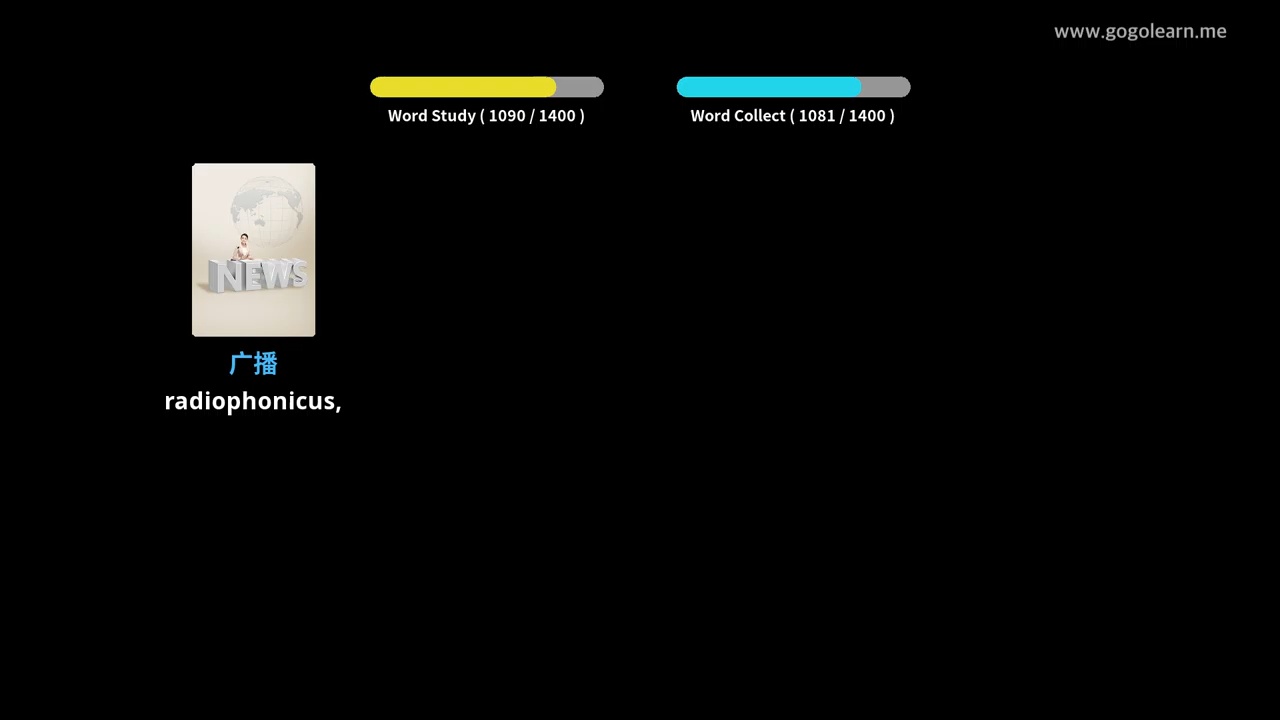 www.gogolearn.me
Word Study ( 1090 / 1400 )
Word Collect ( 1081 / 1400 )
NEWS
广播
radiophonicus,